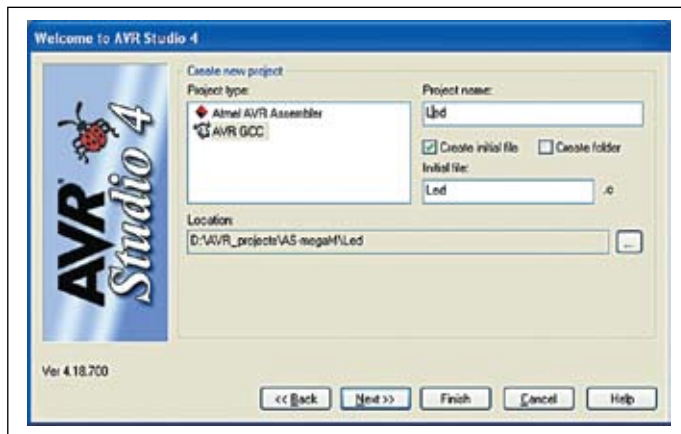 Welcome to AVR Studio 4
Create new project
Project type:
Atmel AVR Assembler
AVR GCC
Project name:
Led
Create initial file
Create folder
Initial file:
Led
.c
Location:
D:\AVR_projects\AS-megaM\Led
...
AVR
Studio 4
Ver 4.18.700
<< Back
Next >>
Finish
Cancel
Help